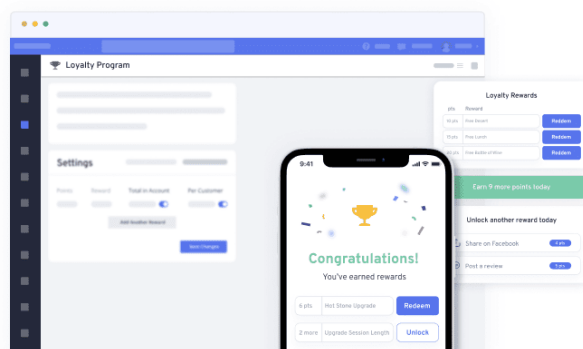 Loyalty Program
Settings
Points Reward Total in Account Per Customer
Add Another Reward
Save Changes
9:41
Congratulations!
You've earned rewards
6 pts Hot Stone Upgrade Redeem
2 more Upgrade Session Length Unlock
Loyalty Rewards
pts Reward
Free Dessert Redeem
Free Lunch Redeem
Free Bottle of Wine Redeem
Earn 9 more points today
Unlock another reward today
Share on Facebook
Post a review